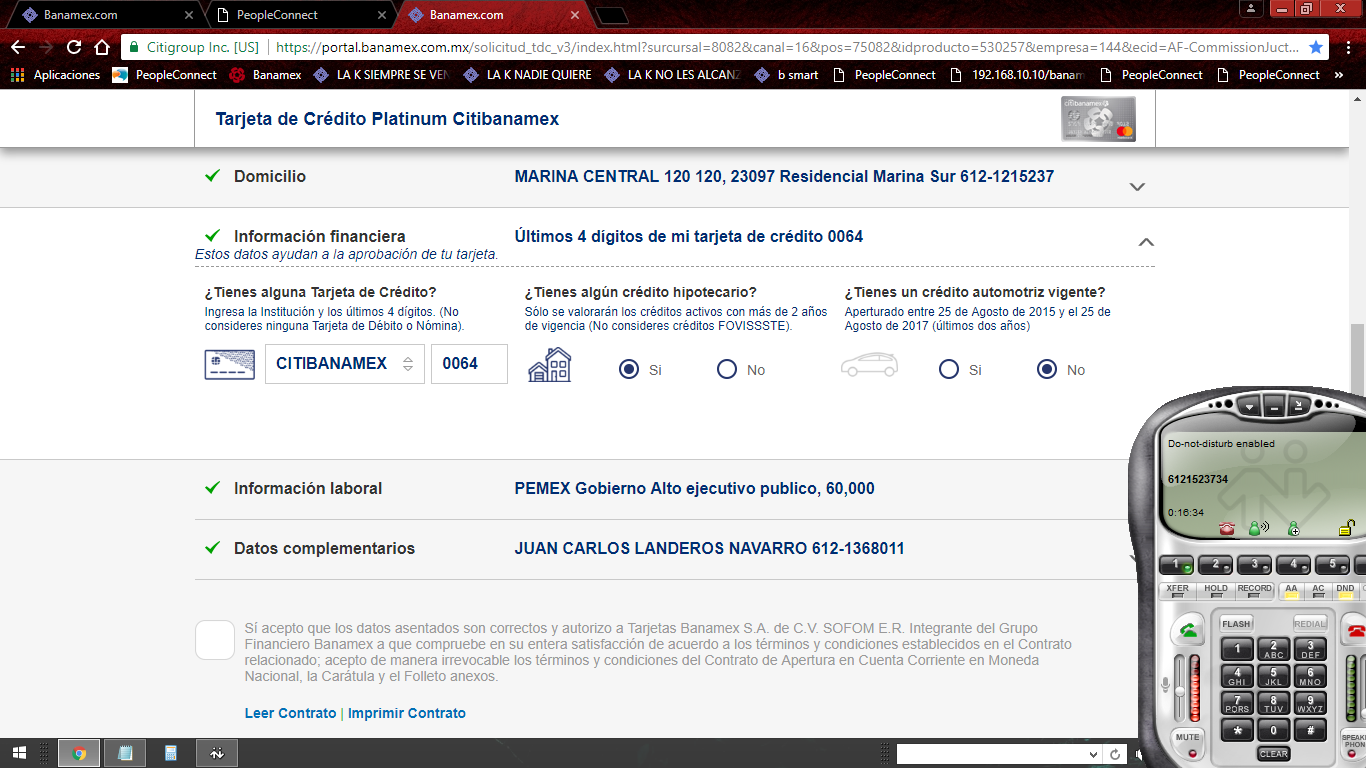 Banamex.com
PeopleConnect
Banamex.com
Citigroup Inc. [US] https://portal.banamex.com.mx/solicitud_tdc_v3/index.html?surcursal=8082&canal=16&pos=75082&idproducto=530257&empresa=144&ecid=AF-CommissionJuct...
Aplicaciones PeopleConnect Banamex LA K SIEMPRE SE VEN LA K NADIE QUIERE LA K NO LES ALCANZ b smart PeopleConnect 192.168.10.10/banam PeopleConnect PeopleConnect »
Tarjeta de Crédito Platinum Citibanamex
citibanamex
Domicilio MARINA CENTRAL 120 120, 23097 Residencial Marina Sur 612-1215237
Información financiera Últimos 4 dígitos de mi tarjeta de crédito 0064
Estos datos ayudan a la aprobación de tu tarjeta.
¿Tienes alguna Tarjeta de Crédito?
Ingresa la Institución y los últimos 4 dígitos. (No
consideres ninguna Tarjeta de Débito o Nómina).
CITIBANAMEX 0064
¿Tienes algún crédito hipotecario?
Sólo se valorarán los créditos activos con más de 2 años
de vigencia (No consideres créditos FOVISSSTE).
Si No
¿Tienes un crédito automotriz vigente?
Aperturado entre 25 de Agosto de 2015 y el 25 de
Agosto de 2017 (últimos dos años)
Si No
Información laboral PEMEX Gobierno Alto ejecutivo publico, 60,000
Datos complementarios JUAN CARLOS LANDEROS NAVARRO 612-1368011
Sí acepto que los datos asentados son correctos y autorizo a Tarjetas Banamex S.A. de C.V. SOFOM E.R. Integrante del Grupo
Financiero Banamex a que compruebe en su entera satisfacción de acuerdo a los términos y condiciones establecidos en el Contrato
relacionado; acepto de manera irrevocable los términos y condiciones del Contrato de Apertura en Cuenta Corriente en Moneda
Nacional, la Carátula y el Folleto anexos.
Leer Contrato | Imprimir Contrato
Do-not-disturb enabled
6121523734
0:16:34
1 2 3 4 5
XFER HOLD RECORD AA AC DND
FLASH REDIAL
1 2 ABC 3 DEF
4 GHI 5 JKL 6 MNO
7 PQRS 8 TUV 9 WXYZ
* 0 #
MUTE CLEAR SPEAKE
PHON